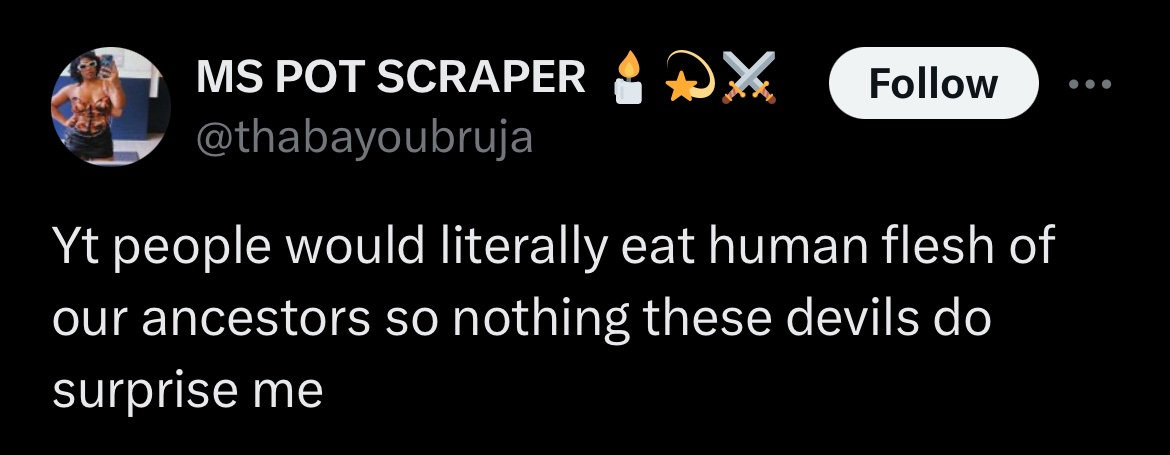 MS POT SCRAPER 🕯️💫⚔️
Follow
@thabayoubruja
Yt people would literally eat human flesh of
our ancestors so nothing these devils do
surprise me